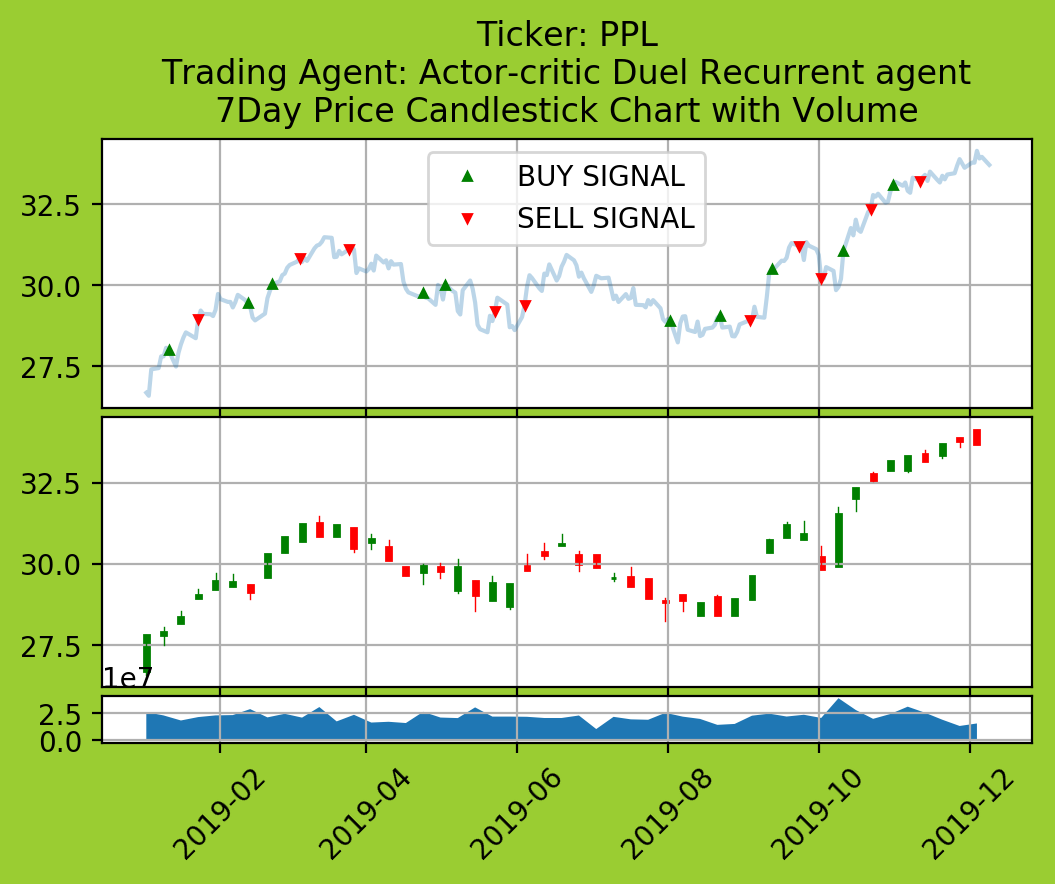 Ticker: PPL
Trading Agent: Actor-critic Duel Recurrent agent
7Day Price Candlestick Chart with Volume
BUY SIGNAL
SELL SIGNAL
32.5
30.0
27.5
32.5
30.0
27.5
1e7
2.5
0.0
2019-02
2019-04
2019-06
2019-08
2019-10
2019-12